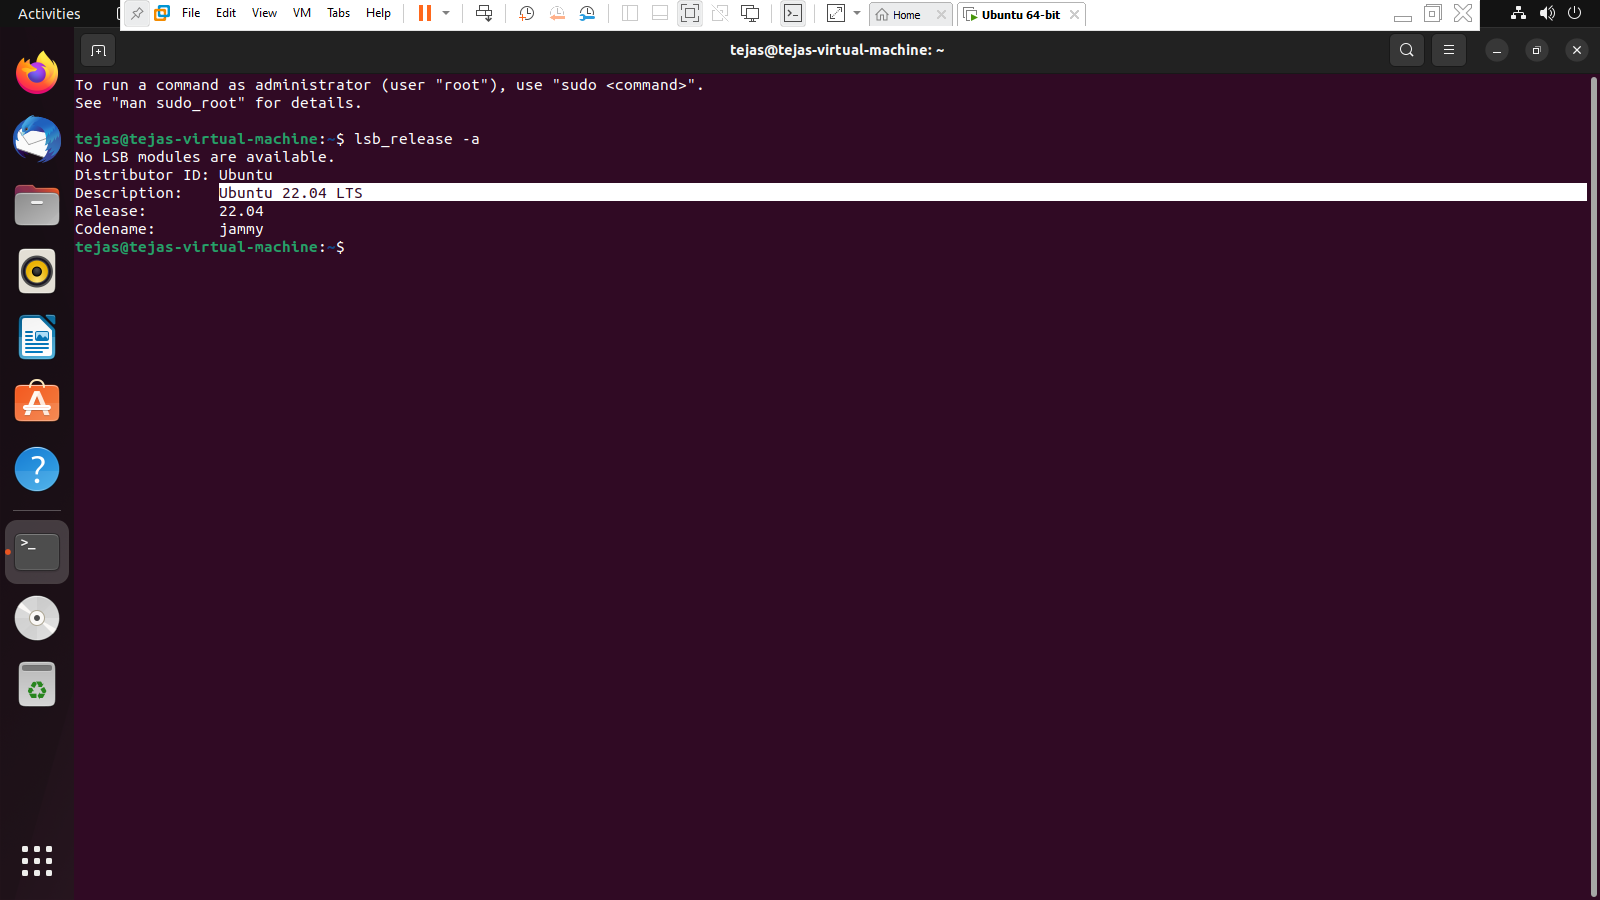 Activities
File Edit View VM Tabs Help
Home
Ubuntu 64-bit
tejas@tejas-virtual-machine: ~
To run a command as administrator (user "root"), use "sudo <command>".
See "man sudo_root" for details.
tejas@tejas-virtual-machine:~$ lsb_release -a
No LSB modules are available.
Distributor ID: Ubuntu
Description: Ubuntu 22.04 LTS
Release: 22.04
Codename: jammy
tejas@tejas-virtual-machine:~$